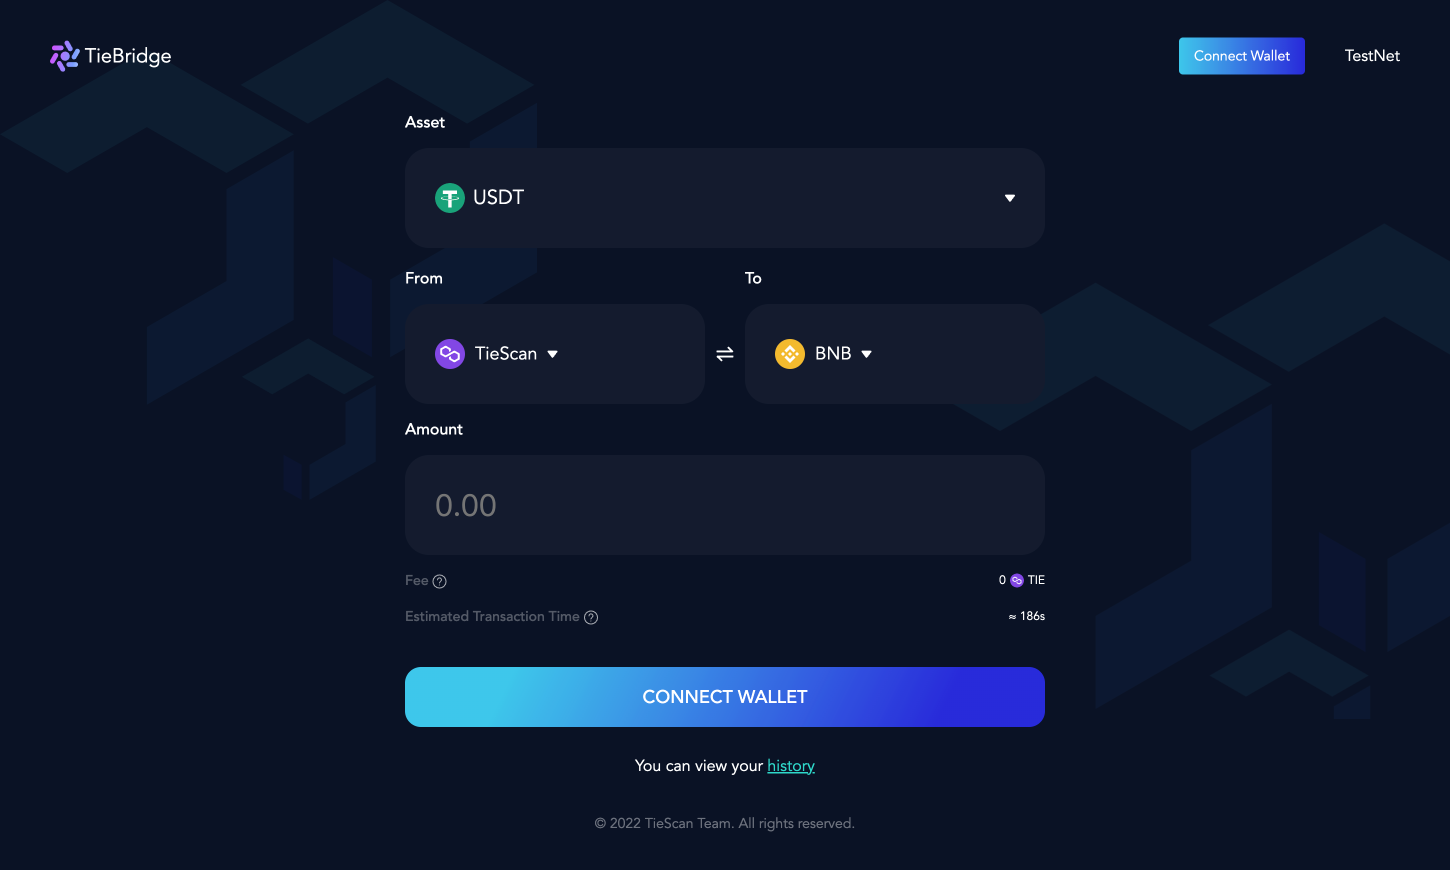 TieBridge
Connect Wallet
TestNet
Asset
USDT
From
To
TieScan
BNB
Amount
0.00
Fee ?
0 TIE
Estimated Transaction Time ?
≈ 186s
CONNECT WALLET
You can view your history
© 2022 TieScan Team. All rights reserved.